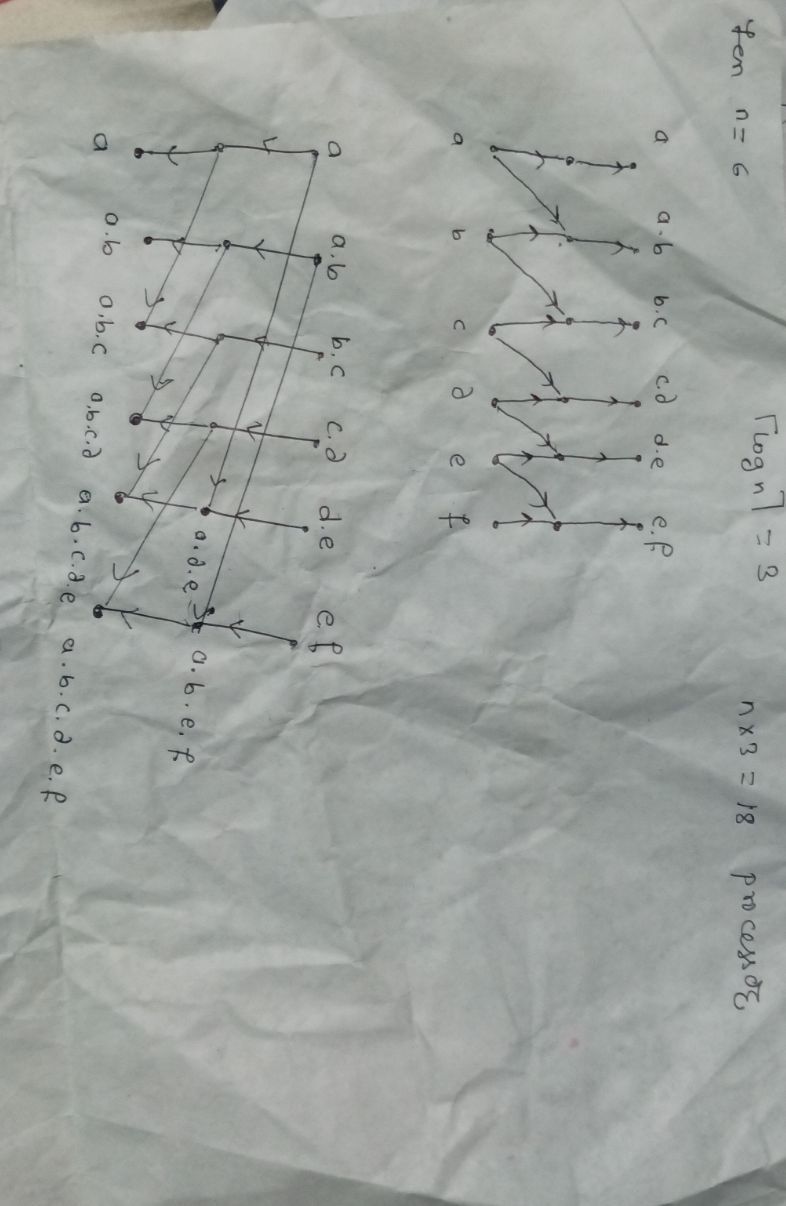 for n = 6 ⌈log n⌉ = 3 n × 3 = 18 processor
a a.b b.c c.d d.e e.f
a b c d e f
a a.b b.c c.d d.e e.f
a.d.e a.b.e.f
a a.b a.b.c a.b.c.d a.b.c.d.e a.b.c.d.e.f